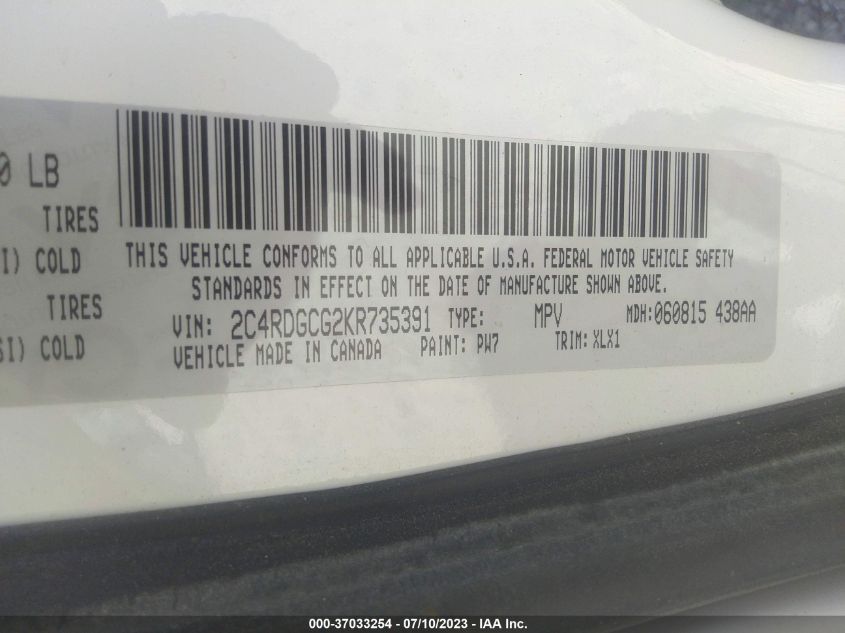 0 LB
TIRES
I) COLD
TIRES
SI) COLD
THIS VEHICLE CONFORMS TO ALL APPLICABLE U.S.A. FEDERAL MOTOR VEHICLE SAFETY
STANDARDS IN EFFECT ON THE DATE OF MANUFACTURE SHOWN ABOVE.
VIN: 2C4RDGCG2KR735391 TYPE: MPV MDH: 060815 438AA
VEHICLE MADE IN CANADA PAINT: PW7 TRIM: XLX1
000-37033254 - 07/10/2023 - IAA Inc.